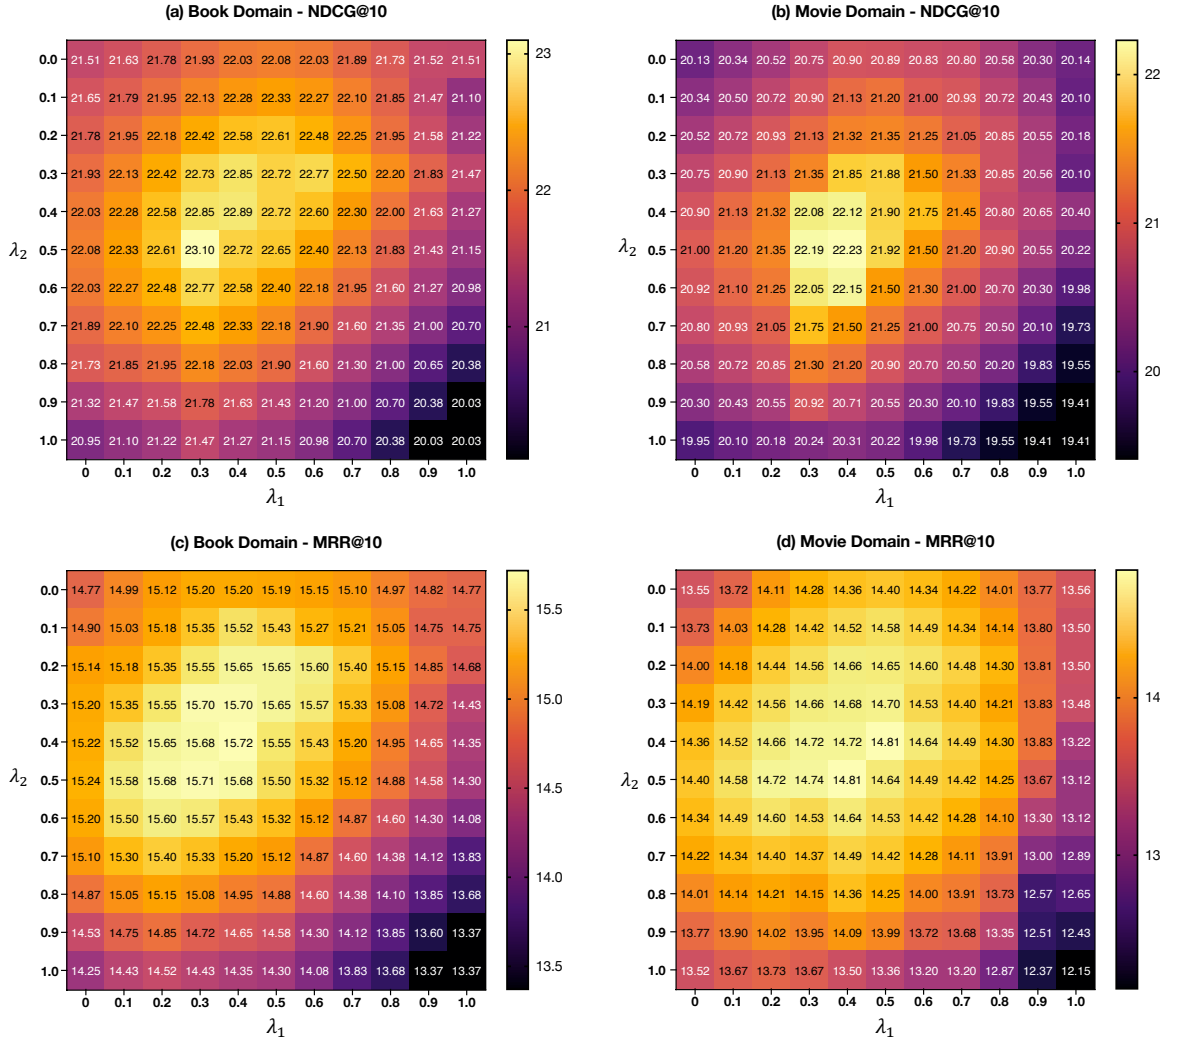 (a) Book Domain - NDCG@10
0.0 21.51 21.63 21.78 21.93 22.03 22.08 22.03 21.89 21.73 21.52 21.51
0.1 21.65 21.79 21.95 22.13 22.28 22.33 22.27 22.10 21.85 21.47 21.10
0.2 21.78 21.95 22.18 22.42 22.58 22.61 22.48 22.25 21.95 21.58 21.22
0.3 21.93 22.13 22.42 22.73 22.85 22.72 22.77 22.50 22.20 21.83 21.47
0.4 22.03 22.28 22.58 22.85 22.89 22.72 22.60 22.30 22.00 21.63 21.27
0.5 22.08 22.33 22.61 23.10 22.72 22.65 22.40 22.13 21.83 21.43 21.15
0.6 22.03 22.27 22.48 22.77 22.58 22.40 22.18 21.95 21.60 21.27 20.98
0.7 21.89 22.10 22.25 22.48 22.33 22.18 21.90 21.60 21.35 21.00 20.70
0.8 21.73 21.85 21.95 22.18 22.03 21.90 21.60 21.30 21.00 20.65 20.38
0.9 21.32 21.47 21.58 21.78 21.63 21.43 21.20 21.00 20.70 20.38 20.03
1.0 20.95 21.10 21.22 21.47 21.27 21.15 20.98 20.70 20.38 20.03 20.03
0 0.1 0.2 0.3 0.4 0.5 0.6 0.7 0.8 0.9 1.0
λ1
λ2
23
22
21
(b) Movie Domain - NDCG@10
0.0 20.13 20.34 20.52 20.75 20.90 20.89 20.83 20.80 20.58 20.30 20.14
0.1 20.34 20.50 20.72 20.90 21.13 21.20 21.00 20.93 20.72 20.43 20.10
0.2 20.52 20.72 20.93 21.13 21.32 21.35 21.25 21.05 20.85 20.55 20.18
0.3 20.75 20.90 21.13 21.35 21.85 21.88 21.50 21.33 20.85 20.56 20.10
0.4 20.90 21.13 21.32 22.08 22.12 21.90 21.75 21.45 20.80 20.65 20.40
0.5 21.00 21.20 21.35 22.19 22.23 21.92 21.50 21.20 20.90 20.55 20.22
0.6 20.92 21.10 21.25 22.05 22.15 21.50 21.30 21.00 20.70 20.30 19.98
0.7 20.80 20.93 21.05 21.75 21.50 21.25 21.00 20.75 20.50 20.10 19.73
0.8 20.58 20.72 20.85 21.30 21.20 20.90 20.70 20.50 20.20 19.83 19.55
0.9 20.30 20.43 20.55 20.92 20.71 20.55 20.30 20.10 19.83 19.55 19.41
1.0 19.95 20.10 20.18 20.24 20.31 20.22 19.98 19.73 19.55 19.41 19.41
0 0.1 0.2 0.3 0.4 0.5 0.6 0.7 0.8 0.9 1.0
λ1
λ2
22
21
20
(c) Book Domain - MRR@10
0.0 14.77 14.99 15.12 15.20 15.20 15.19 15.15 15.10 14.97 14.82 14.77
0.1 14.90 15.03 15.18 15.35 15.52 15.43 15.27 15.21 15.05 14.75 14.75
0.2 15.14 15.18 15.35 15.55 15.65 15.65 15.60 15.40 15.15 14.85 14.68
0.3 15.20 15.35 15.55 15.70 15.70 15.65 15.57 15.33 15.08 14.72 14.43
0.4 15.22 15.52 15.65 15.68 15.72 15.55 15.43 15.20 14.95 14.65 14.35
0.5 15.24 15.58 15.68 15.71 15.68 15.50 15.32 15.12 14.88 14.58 14.30
0.6 15.20 15.50 15.60 15.57 15.43 15.32 15.12 14.87 14.60 14.30 14.08
0.7 15.10 15.30 15.40 15.33 15.20 15.12 14.87 14.60 14.38 14.12 13.83
0.8 14.87 15.05 15.15 15.08 14.95 14.88 14.60 14.38 14.10 13.85 13.68
0.9 14.53 14.75 14.85 14.72 14.65 14.58 14.30 14.12 13.85 13.60 13.37
1.0 14.25 14.43 14.52 14.43 14.35 14.30 14.08 13.83 13.68 13.37 13.37
0 0.1 0.2 0.3 0.4 0.5 0.6 0.7 0.8 0.9 1.0
λ1
λ2
15.5
15.0
14.5
14.0
13.5
(d) Movie Domain - MRR@10
0.0 13.55 13.72 14.11 14.28 14.36 14.40 14.34 14.22 14.01 13.77 13.56
0.1 13.73 14.03 14.28 14.42 14.52 14.58 14.49 14.34 14.14 13.80 13.50
0.2 14.00 14.18 14.44 14.56 14.66 14.65 14.60 14.48 14.30 13.81 13.50
0.3 14.19 14.42 14.56 14.66 14.68 14.70 14.53 14.40 14.21 13.83 13.48
0.4 14.36 14.52 14.66 14.72 14.72 14.81 14.64 14.49 14.30 13.83 13.22
0.5 14.40 14.58 14.72 14.74 14.81 14.64 14.49 14.42 14.25 13.67 13.12
0.6 14.34 14.49 14.60 14.53 14.64 14.53 14.42 14.28 14.10 13.30 13.12
0.7 14.22 14.34 14.40 14.37 14.49 14.42 14.28 14.11 13.91 13.00 12.89
0.8 14.01 14.14 14.21 14.15 14.36 14.25 14.00 13.91 13.73 12.57 12.65
0.9 13.77 13.90 14.02 13.95 14.09 13.99 13.72 13.68 13.35 12.51 12.43
1.0 13.52 13.67 13.73 13.67 13.50 13.36 13.20 13.20 12.87 12.37 12.15
0 0.1 0.2 0.3 0.4 0.5 0.6 0.7 0.8 0.9 1.0
λ1
λ2
14
13